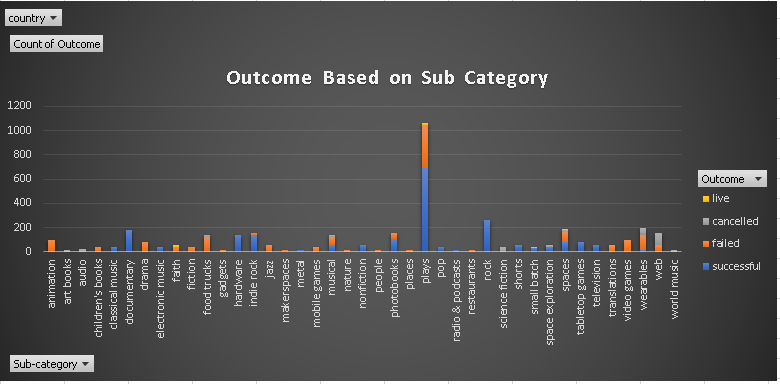 country
Count of Outcome
Outcome Based on Sub Category
1200
1000
800
600
400
200
0
animation
art books
audio
children's books
classical music
documentary
drama
electronic music
faith
fiction
food trucks
gadgets
hardware
indie rock
jazz
makerspaces
metal
mobile games
musical
nature
nonfiction
people
photobooks
places
plays
pop
radio & podcasts
restaurants
rock
science fiction
shorts
small batch
space exploration
spaces
tabletop games
television
translations
video games
wearables
web
world music
Outcome
live
cancelled
failed
successful
Sub-category